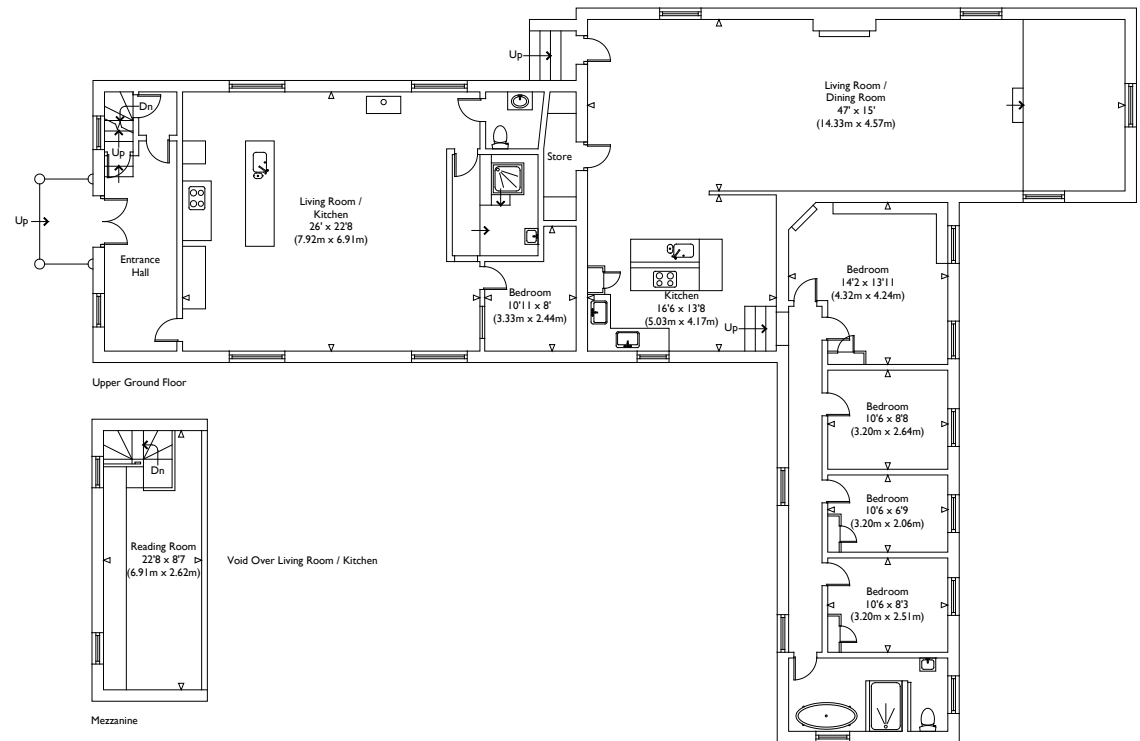 Up
Living Room /
Dining Room
47' x 15'
(14.33m x 4.57m)
Dn
Up
Store
Up
Living Room /
Kitchen
26' x 22'8
(7.92m x 6.91m)
Entrance
Hall
Bedroom
10'11 x 8'
(3.33m x 2.44m)
Kitchen
16'6 x 13'8
(5.03m x 4.17m)
Up
Bedroom
14'2 x 13'11
(4.32m x 4.24m)
Upper Ground Floor
Bedroom
10'6 x 8'8
(3.20m x 2.64m)
Dn
Bedroom
10'6 x 6'9
(3.20m x 2.06m)
Reading Room
22'8 x 8'7
(6.91m x 2.62m)
Void Over Living Room / Kitchen
Bedroom
10'6 x 8'3
(3.20m x 2.51m)
Mezzanine